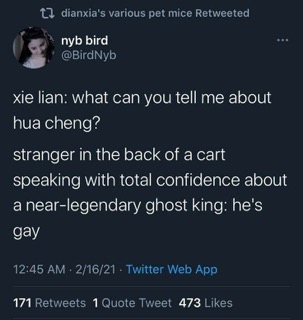 dianxia's various pet mice Retweeted
nyb bird
@BirdNyb
xie lian: what can you tell me about
hua cheng?
stranger in the back of a cart
speaking with total confidence about
a near-legendary ghost king: he's
gay
12:45 AM · 2/16/21 · Twitter Web App
171 Retweets 1 Quote Tweet 473 Likes